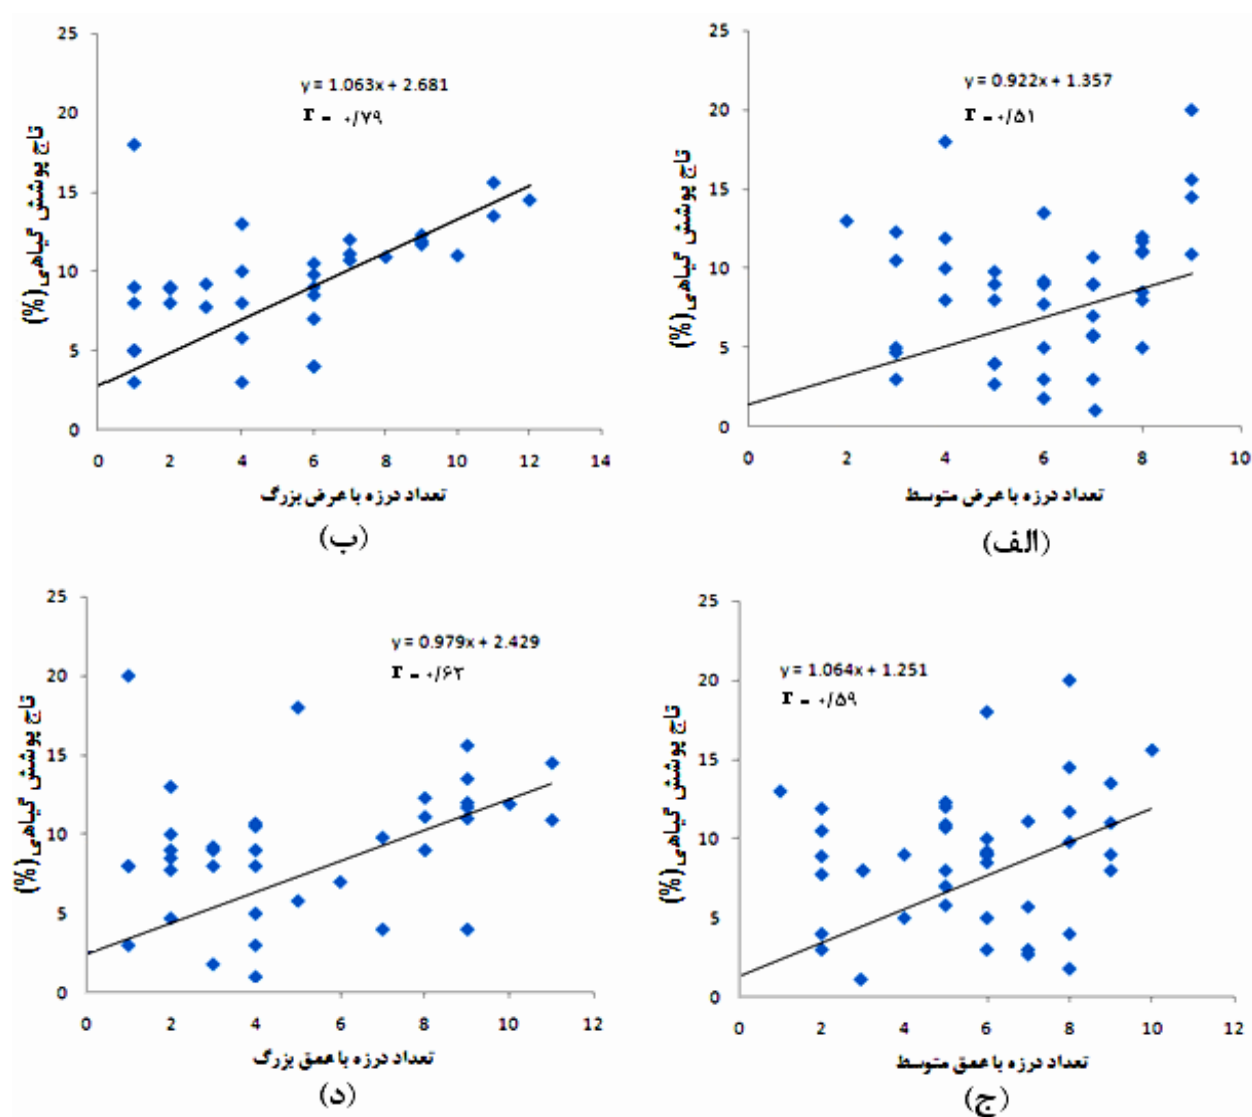 y = 0.922x + 1.357
r = ۰/۵۱
تاج پوشش گیاهی(%)
25
20
15
10
5
0
0 2 4 6 8 10
تعداد درزه با عرض متوسط
(الف)
y = 1.063x + 2.681
r = ۰/۷۹
تاج پوشش گیاهی(%)
25
20
15
10
5
0
0 2 4 6 8 10 12 14
تعداد درزه با عرض بزرگ
(ب)
y = 1.064x + 1.251
r = ۰/۵۹
تاج پوشش گیاهی(%)
25
20
15
10
5
0
0 2 4 6 8 10 12
تعداد درزه با عمق متوسط
(ج)
y = 0.979x + 2.429
r = ۰/۶۳
تاج پوشش گیاهی(%)
25
20
15
10
5
0
0 2 4 6 8 10 12
تعداد درزه با عمق بزرگ
(د)